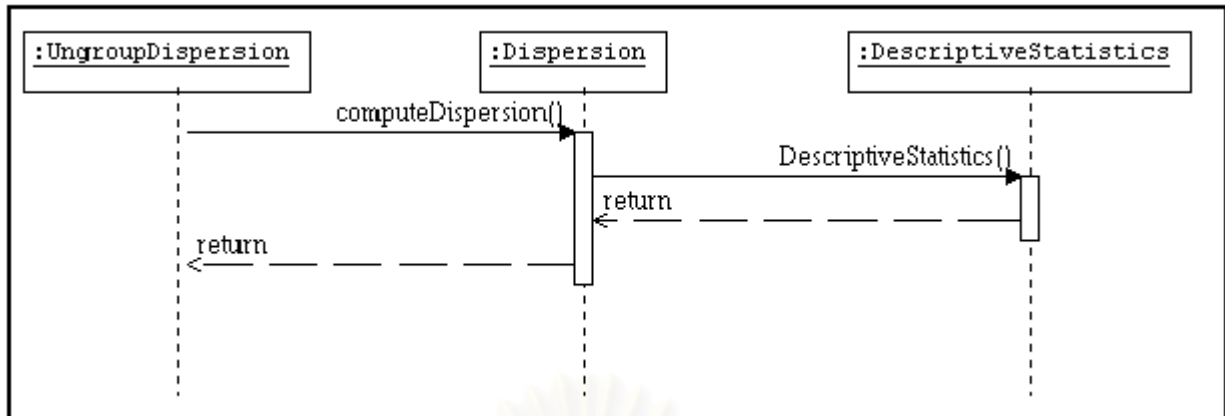 :UngroupDispersion
:Dispersion
:DescriptiveStatistics
computeDispersion()
DescriptiveStatistics()
return
return